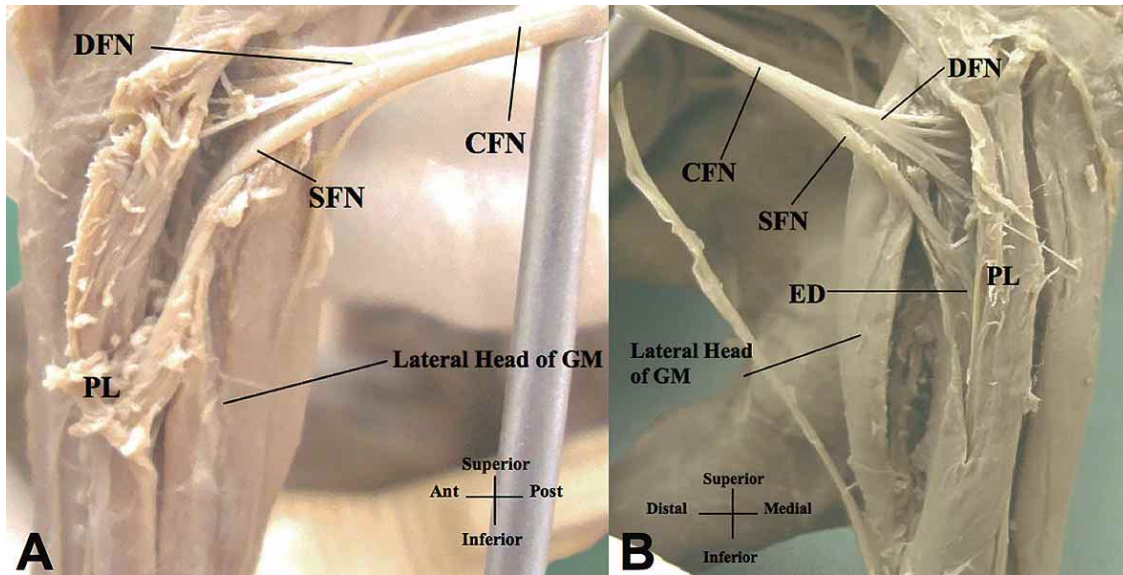 DFN
CFN
SFN
Lateral Head of GM
PL
Superior
Ant
Post
Inferior
A
DFN
CFN
SFN
PL
ED
Lateral Head
of GM
Superior
Distal
Medial
Inferior
B